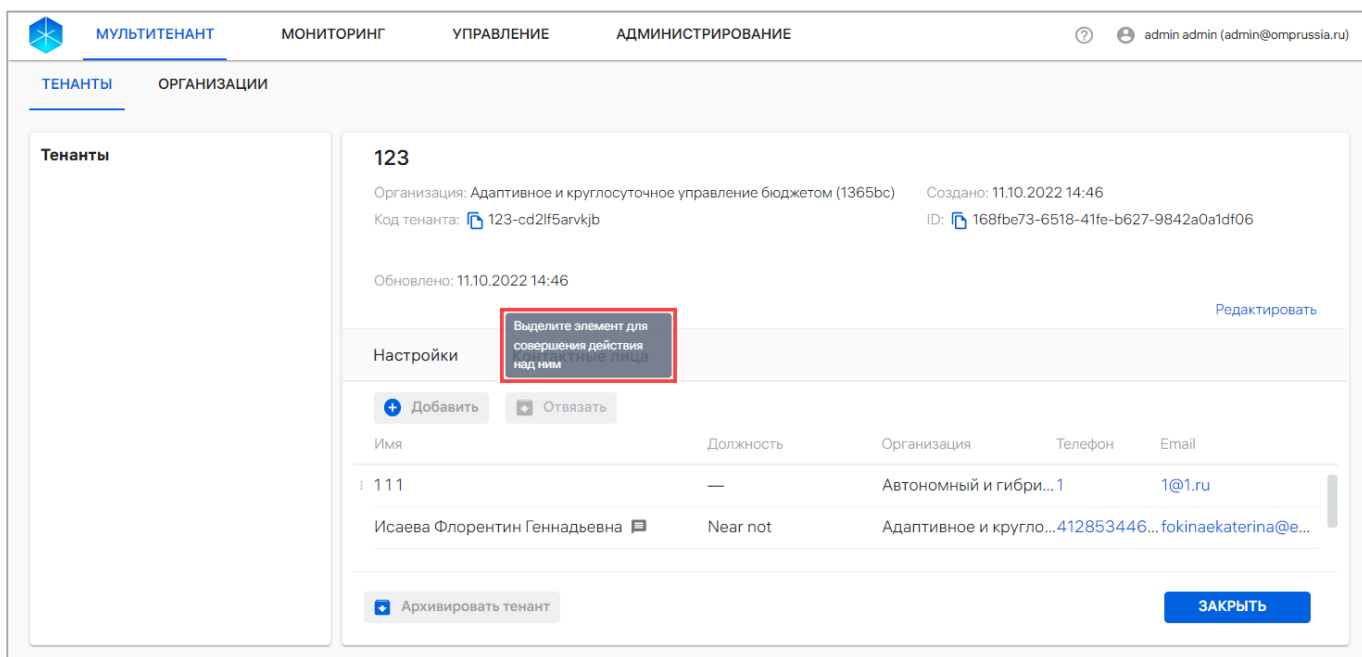 МУЛЬТИТЕНАНТ МОНИТОРИНГ УПРАВЛЕНИЕ АДМИНИСТРИРОВАНИЕ admin admin (admin@omprussia.ru)
ТЕНАНТЫ ОРГАНИЗАЦИИ
Тенанты
123
Организация: Адаптивное и круглосуточное управление бюджетом (1365bc) Создано: 11.10.2022 14:46
Код тенанта: 123-cd2lf5arvkjb ID: 168fbe73-6518-41fe-b627-9842a0a1df06
Обновлено: 11.10.2022 14:46
Редактировать
Выделите элемент для
совершения действия
над ним
Настройки Контактные лица
Добавить Отвязать
Имя Должность Организация Телефон Email
1 1 1 — Автономный и гибри... 1 1@1.ru
Исаева Флорентин Геннадьевна Near not Адаптивное и кругло... 412853446... fokinaekaterina@e...
Архивировать тенант ЗАКРЫТЬ